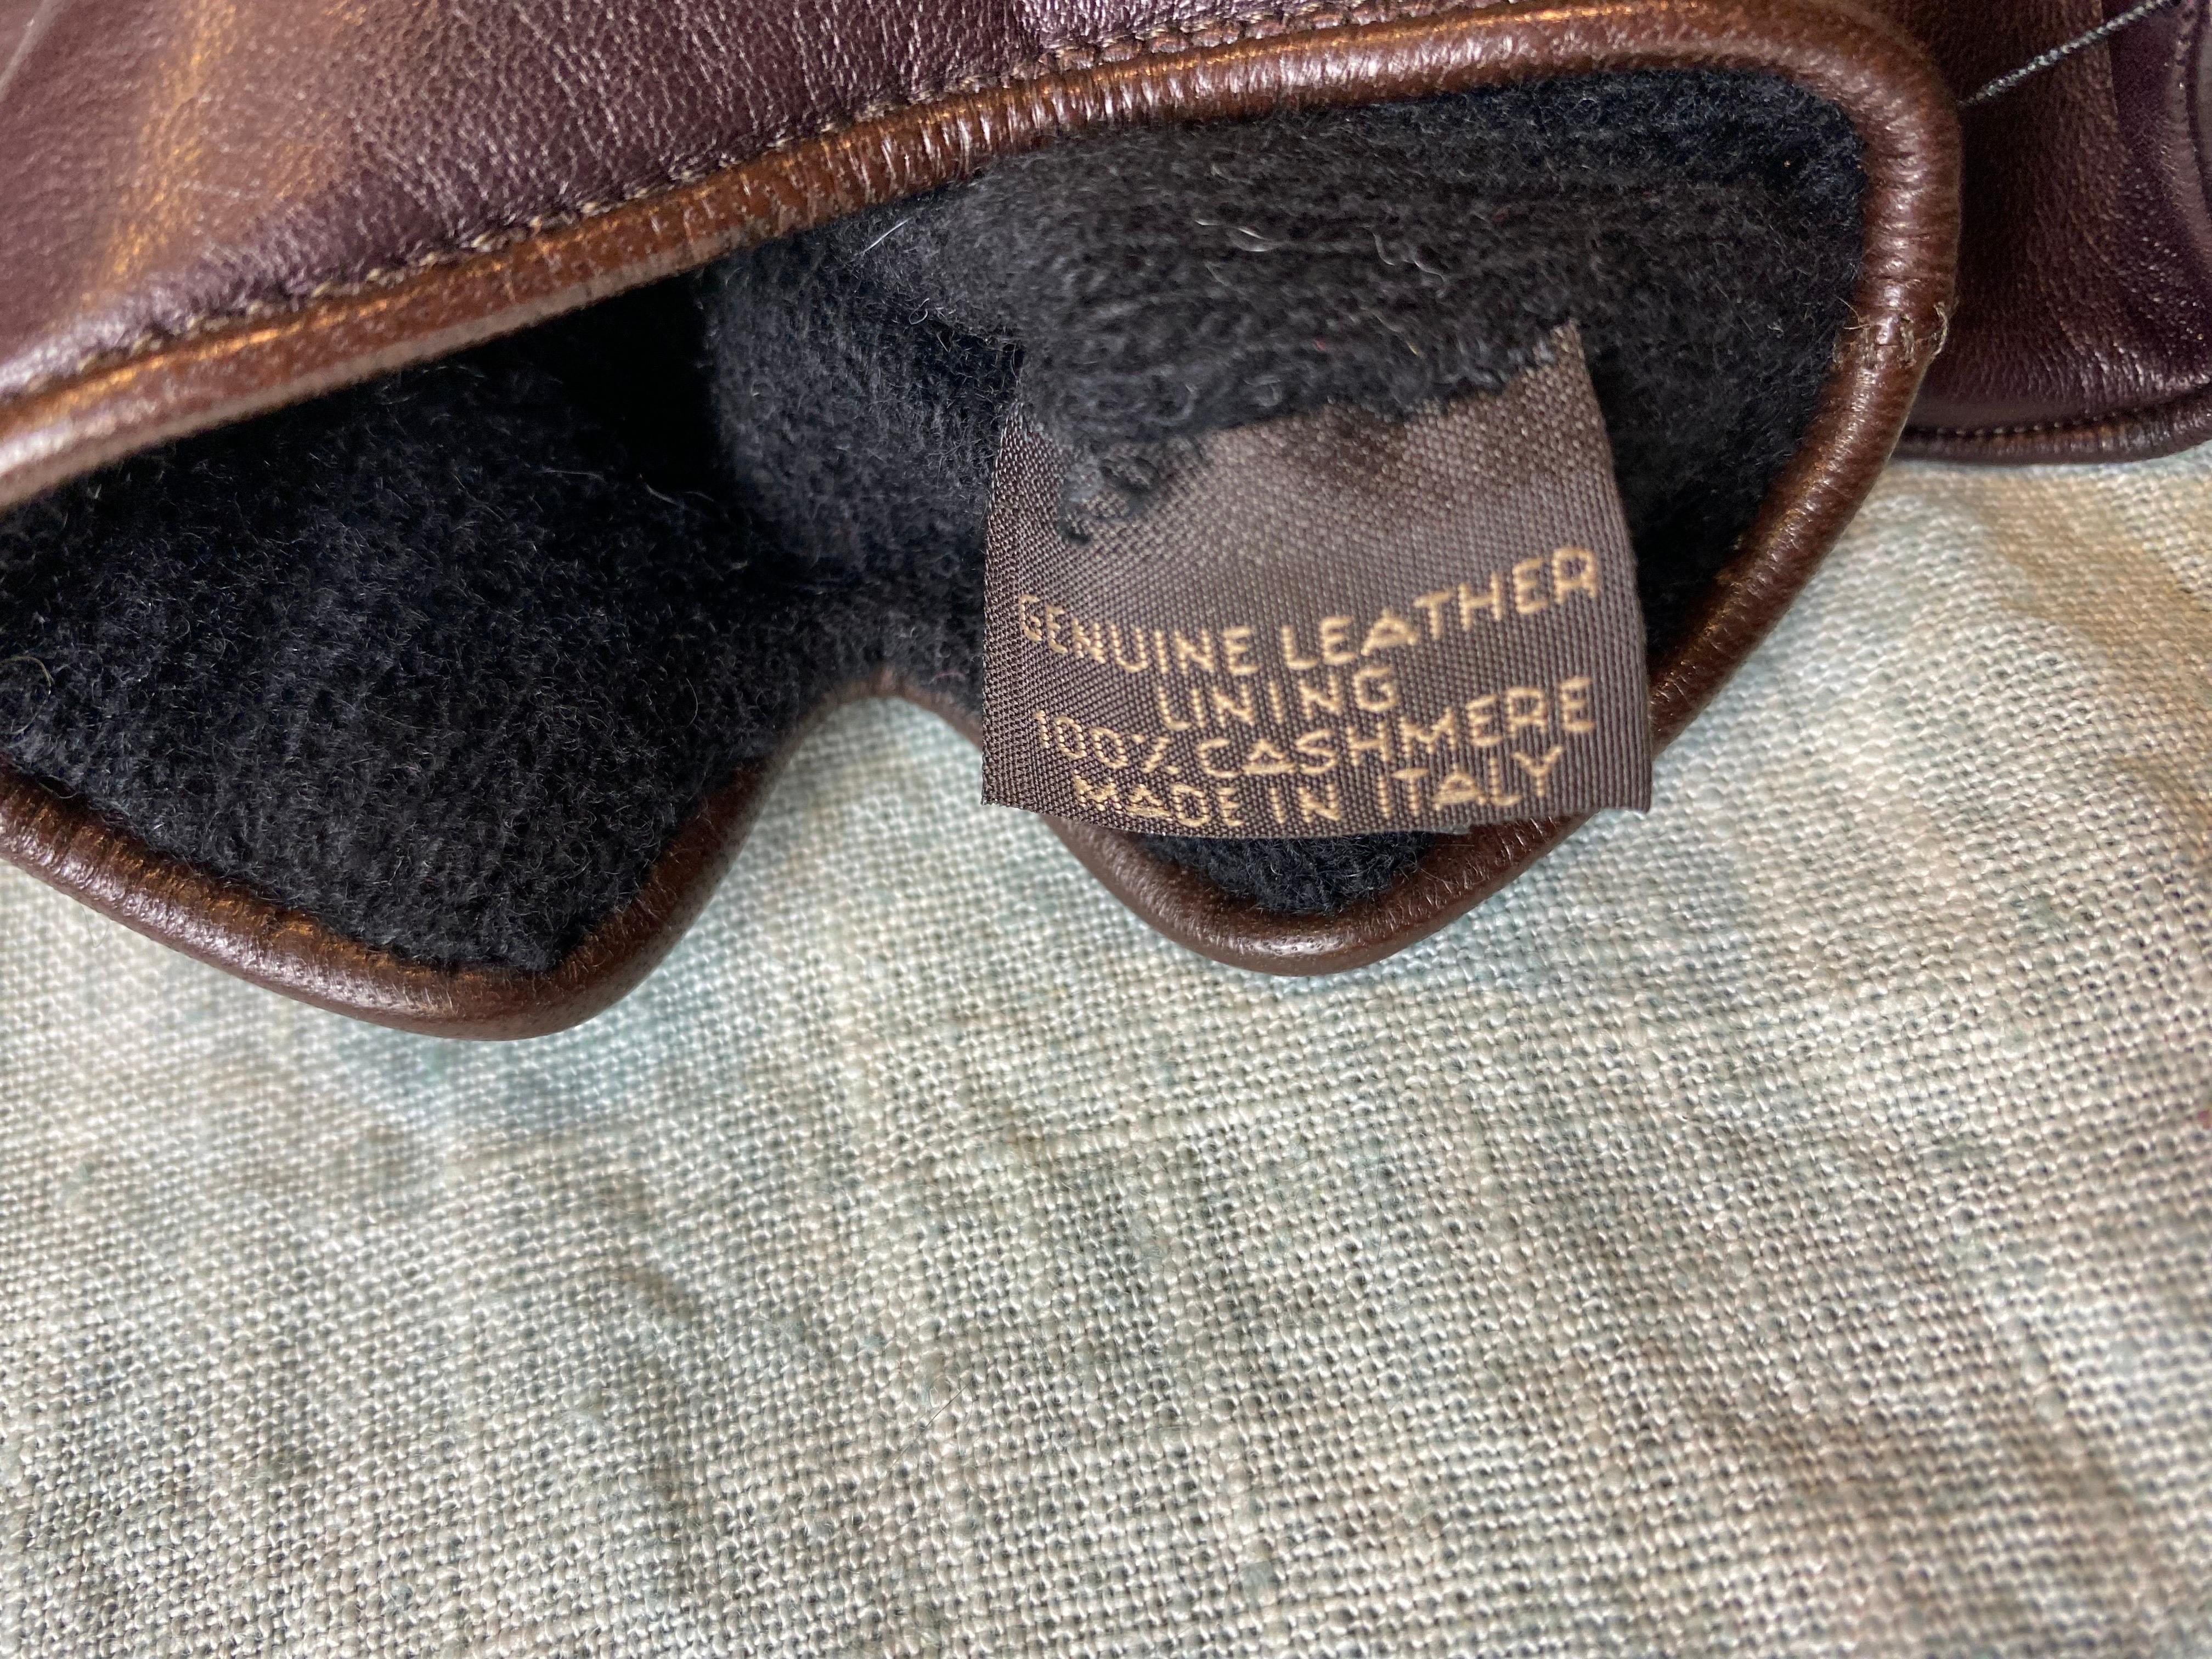 GENUINE LEATHER
LINING
100% CASHMERE
MADE IN ITALY